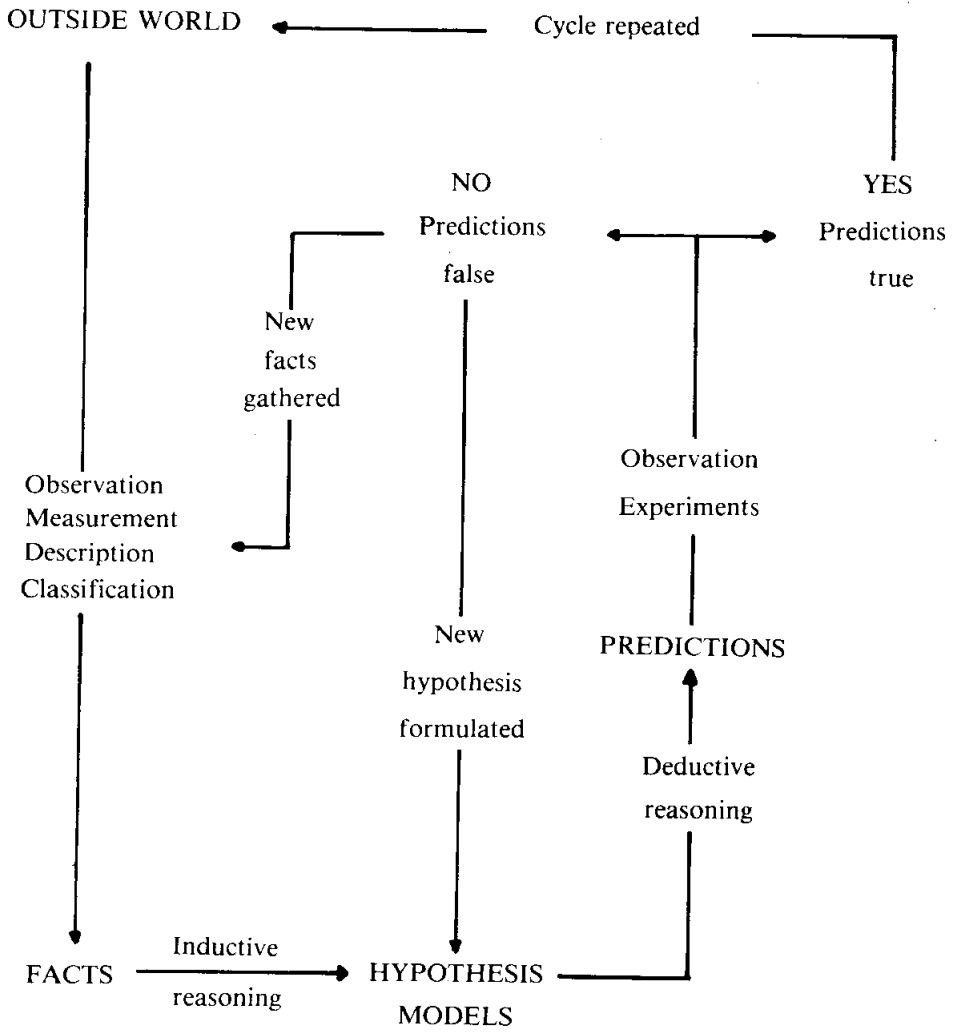 OUTSIDE WORLD
Cycle repeated
NO
Predictions
false
YES
Predictions
true
New
facts
gathered
Observation
Measurement
Description
Classification
Observation
Experiments
New
hypothesis
formulated
PREDICTIONS
Deductive
reasoning
FACTS
Inductive
reasoning
HYPOTHESIS
MODELS